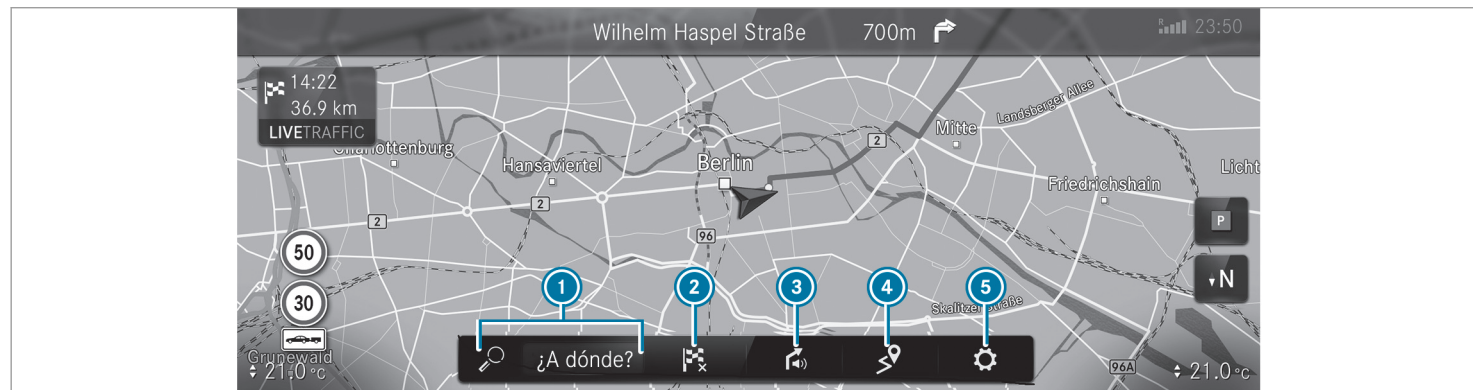 Wilhelm Haspel Straße 700m
R 23:50
14:22
36.9 km
LIVETRAFFIC
Landsberger Allee
Mitte
2
Charlottenburg
Hansaviertel
Berlin
Licht
Friedrichshain
2
2
P
96
50
N
1
2
3
4
5
30
Skalitzer Straße
¿A dónde?
Grunewald
21.0 °C
96A
21.0 °C